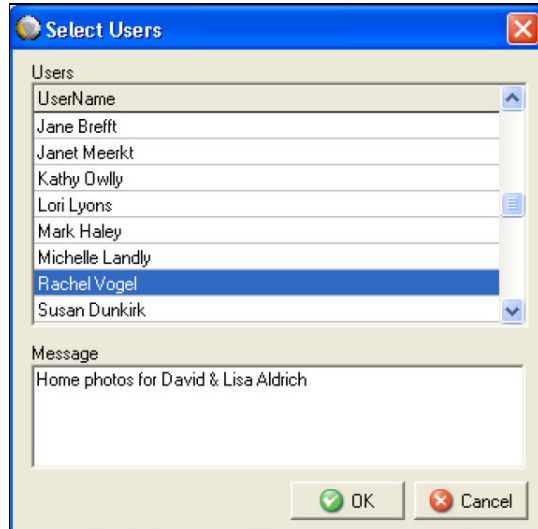 Select Users
Users
UserName
Jane Brefft
Janet Meerkt
Kathy Owlly
Lori Lyons
Mark Haley
Michelle Landly
Rachel Vogel
Susan Dunkirk
Message
Home photos for David & Lisa Aldrich
OK Cancel